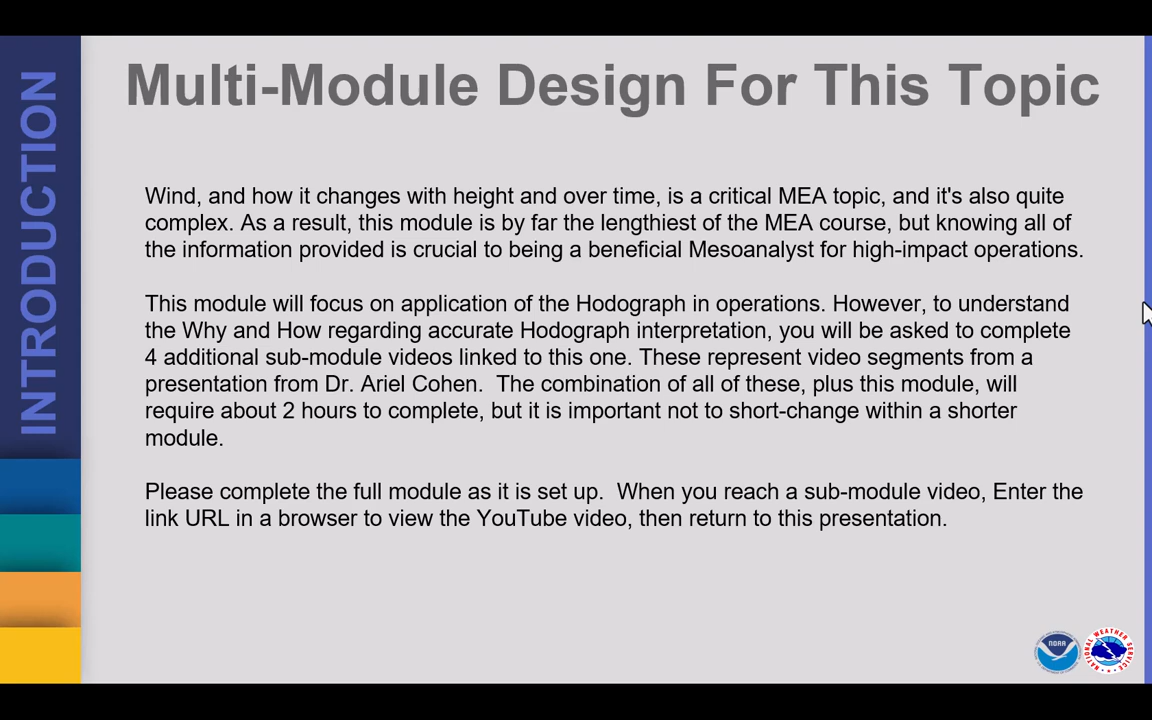 Multi-Module Design For This Topic
INTRODUCTION
Wind, and how it changes with height and over time, is a critical MEA topic, and it's also quite
complex. As a result, this module is by far the lengthiest of the MEA course, but knowing all of
the information provided is crucial to being a beneficial Mesoanalyst for high-impact operations.
This module will focus on application of the Hodograph in operations. However, to understand
the Why and How regarding accurate Hodograph interpretation, you will be asked to complete
4 additional sub-module videos linked to this one. These represent video segments from a
presentation from Dr. Ariel Cohen.  The combination of all of these, plus this module, will
require about 2 hours to complete, but it is important not to short-change within a shorter
module.
Please complete the full module as it is set up.  When you reach a sub-module video, Enter the
link URL in a browser to view the YouTube video, then return to this presentation.
NOAA
NATIONAL WEATHER SERVICE